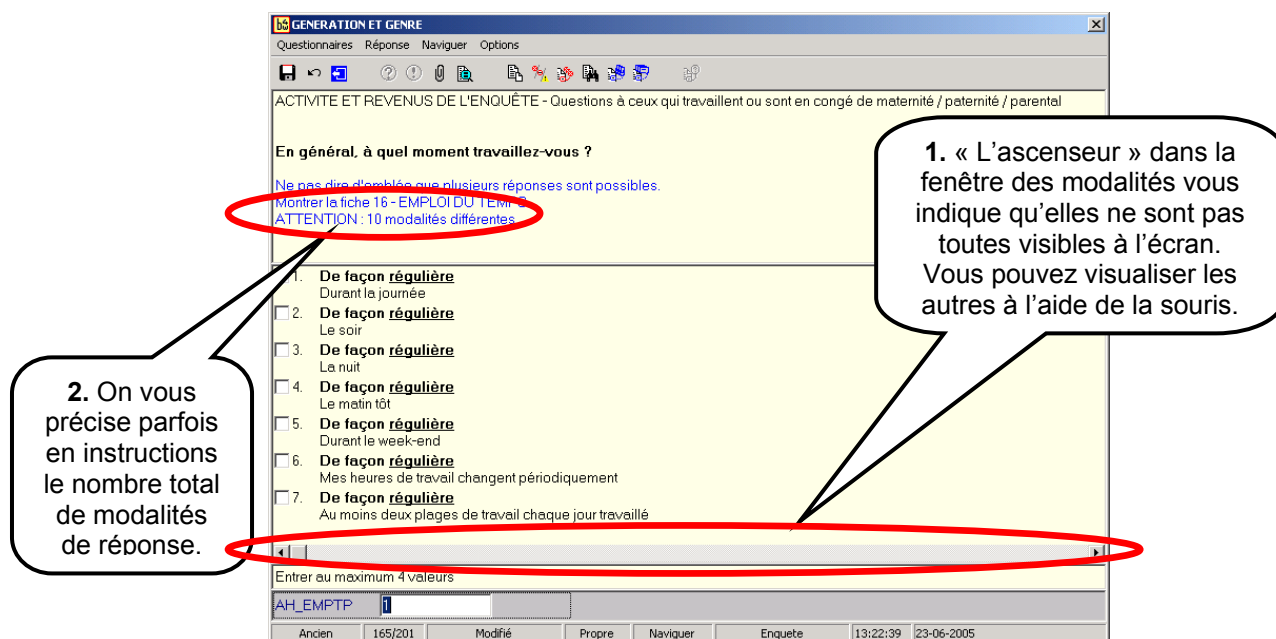 GENERATION ET GENRE
Questionnaires Réponse Naviguer Options
ACTIVITE ET REVENUS DE L'ENQUÊTE - Questions à ceux qui travaillent ou sont en congé de maternité / paternité / parental
En général, à quel moment travaillez-vous ?
Ne pas dire d'emblée que plusieurs réponses sont possibles.
Montrer la fiche 16 - EMPLOI DU TEMPS
ATTENTION : 10 modalités différentes
1. « L'ascenseur » dans la
fenêtre des modalités vous
indique qu'elles ne sont pas
toutes visibles à l'écran.
Vous pouvez visualiser les
autres à l'aide de la souris.
1. De façon régulière
Durant la journée
2. De façon régulière
Le soir
3. De façon régulière
La nuit
4. De façon régulière
Le matin tôt
5. De façon régulière
Durant le week-end
6. De façon régulière
Mes heures de travail changent périodiquement
7. De façon régulière
Au moins deux plages de travail chaque jour travaillé
2. On vous
précise parfois
en instructions
le nombre total
de modalités
de réponse.
Entrer au maximum 4 valeurs
AH_EMPTP 1
Ancien 165/201 Modifié Propre Naviguer Enquete 13:22:39 23-06-2005